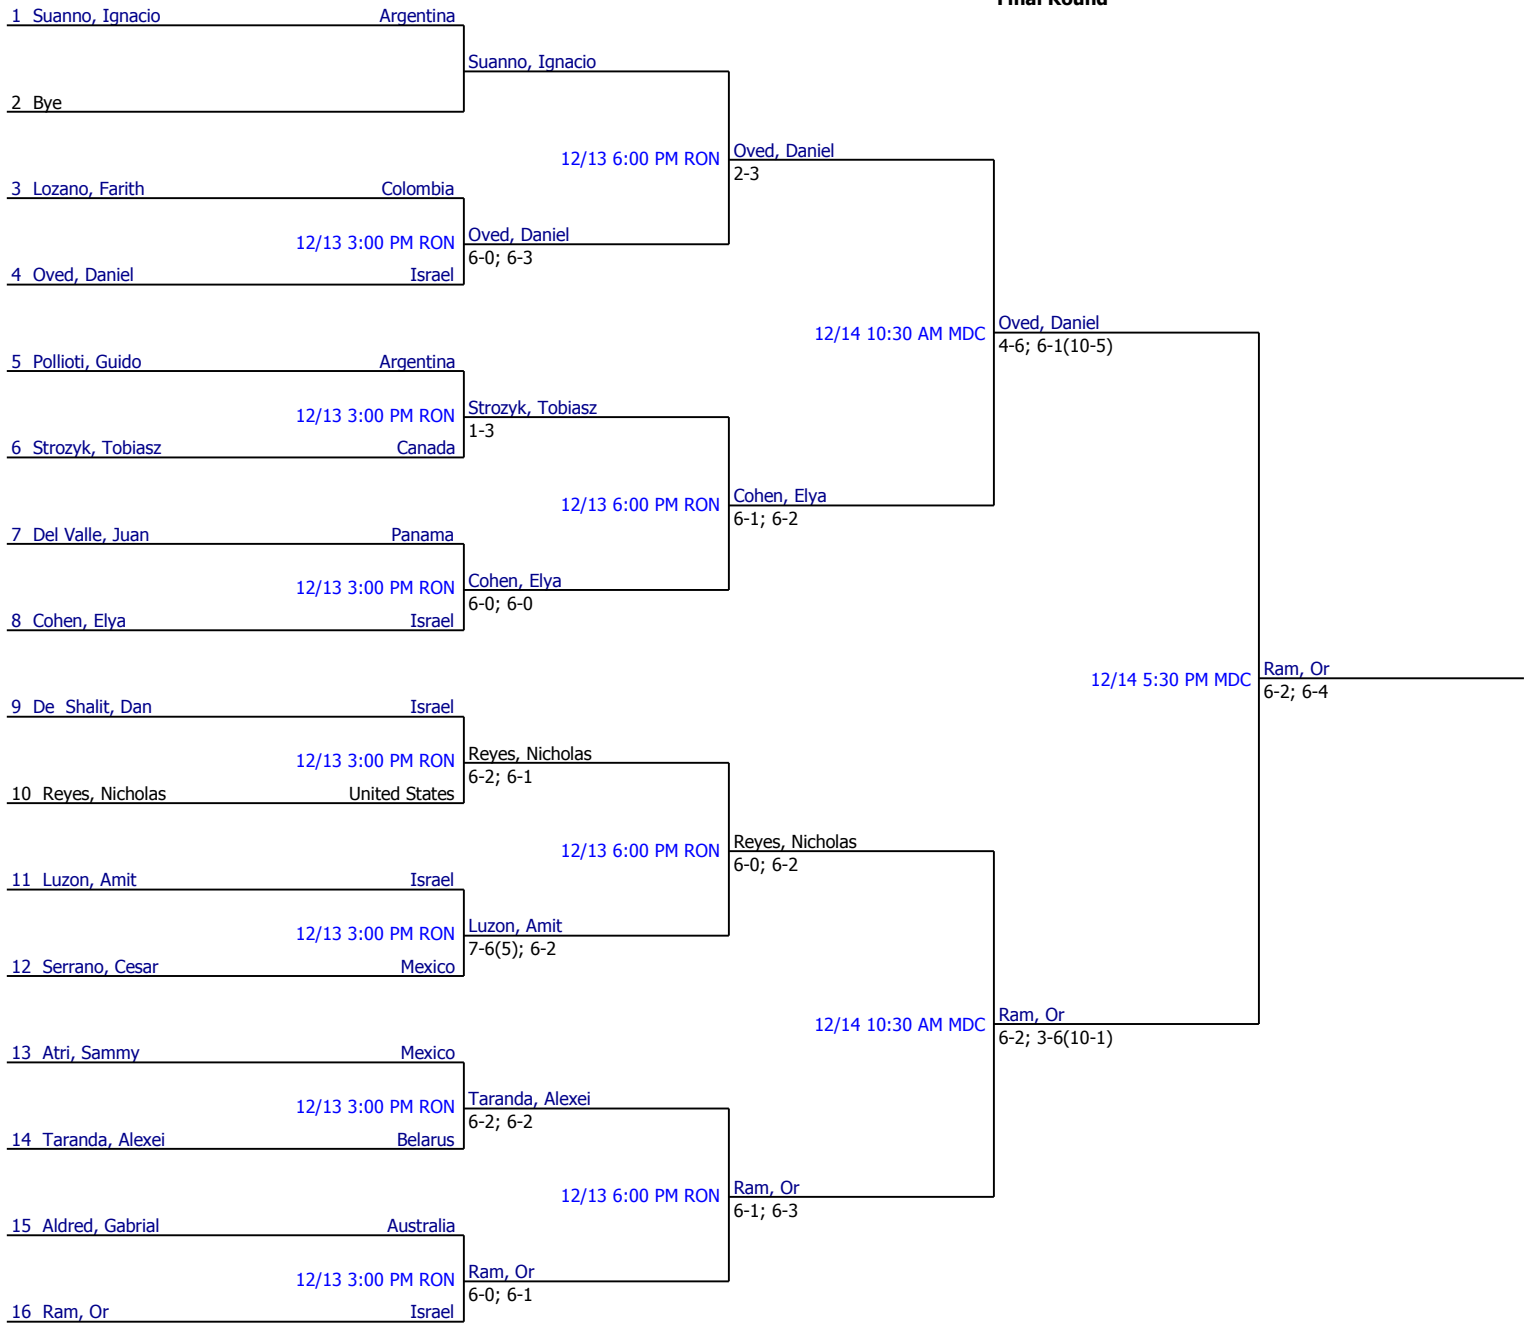 Final Round
1 Suanno, Ignacio Argentina
Suanno, Ignacio
2 Bye
12/13 6:00 PM RON Oved, Daniel
2-3
3 Lozano, Farith Colombia
12/13 3:00 PM RON Oved, Daniel
6-0; 6-3
4 Oved, Daniel Israel
12/14 10:30 AM MDC Oved, Daniel
4-6; 6-1(10-5)
5 Pollioti, Guido Argentina
12/13 3:00 PM RON Strozyk, Tobiasz
1-3
6 Strozyk, Tobiasz Canada
12/13 6:00 PM RON Cohen, Elya
6-1; 6-2
7 Del Valle, Juan Panama
12/13 3:00 PM RON Cohen, Elya
6-0; 6-0
8 Cohen, Elya Israel
12/14 5:30 PM MDC Ram, Or
6-2; 6-4
9 De  Shalit, Dan Israel
12/13 3:00 PM RON Reyes, Nicholas
6-2; 6-1
10 Reyes, Nicholas United States
12/13 6:00 PM RON Reyes, Nicholas
6-0; 6-2
11 Luzon, Amit Israel
12/13 3:00 PM RON Luzon, Amit
7-6(5); 6-2
12 Serrano, Cesar Mexico
12/14 10:30 AM MDC Ram, Or
6-2; 3-6(10-1)
13 Atri, Sammy Mexico
12/13 3:00 PM RON Taranda, Alexei
6-2; 6-2
14 Taranda, Alexei Belarus
12/13 6:00 PM RON Ram, Or
6-1; 6-3
15 Aldred, Gabrial Australia
12/13 3:00 PM RON Ram, Or
6-0; 6-1
16 Ram, Or Israel